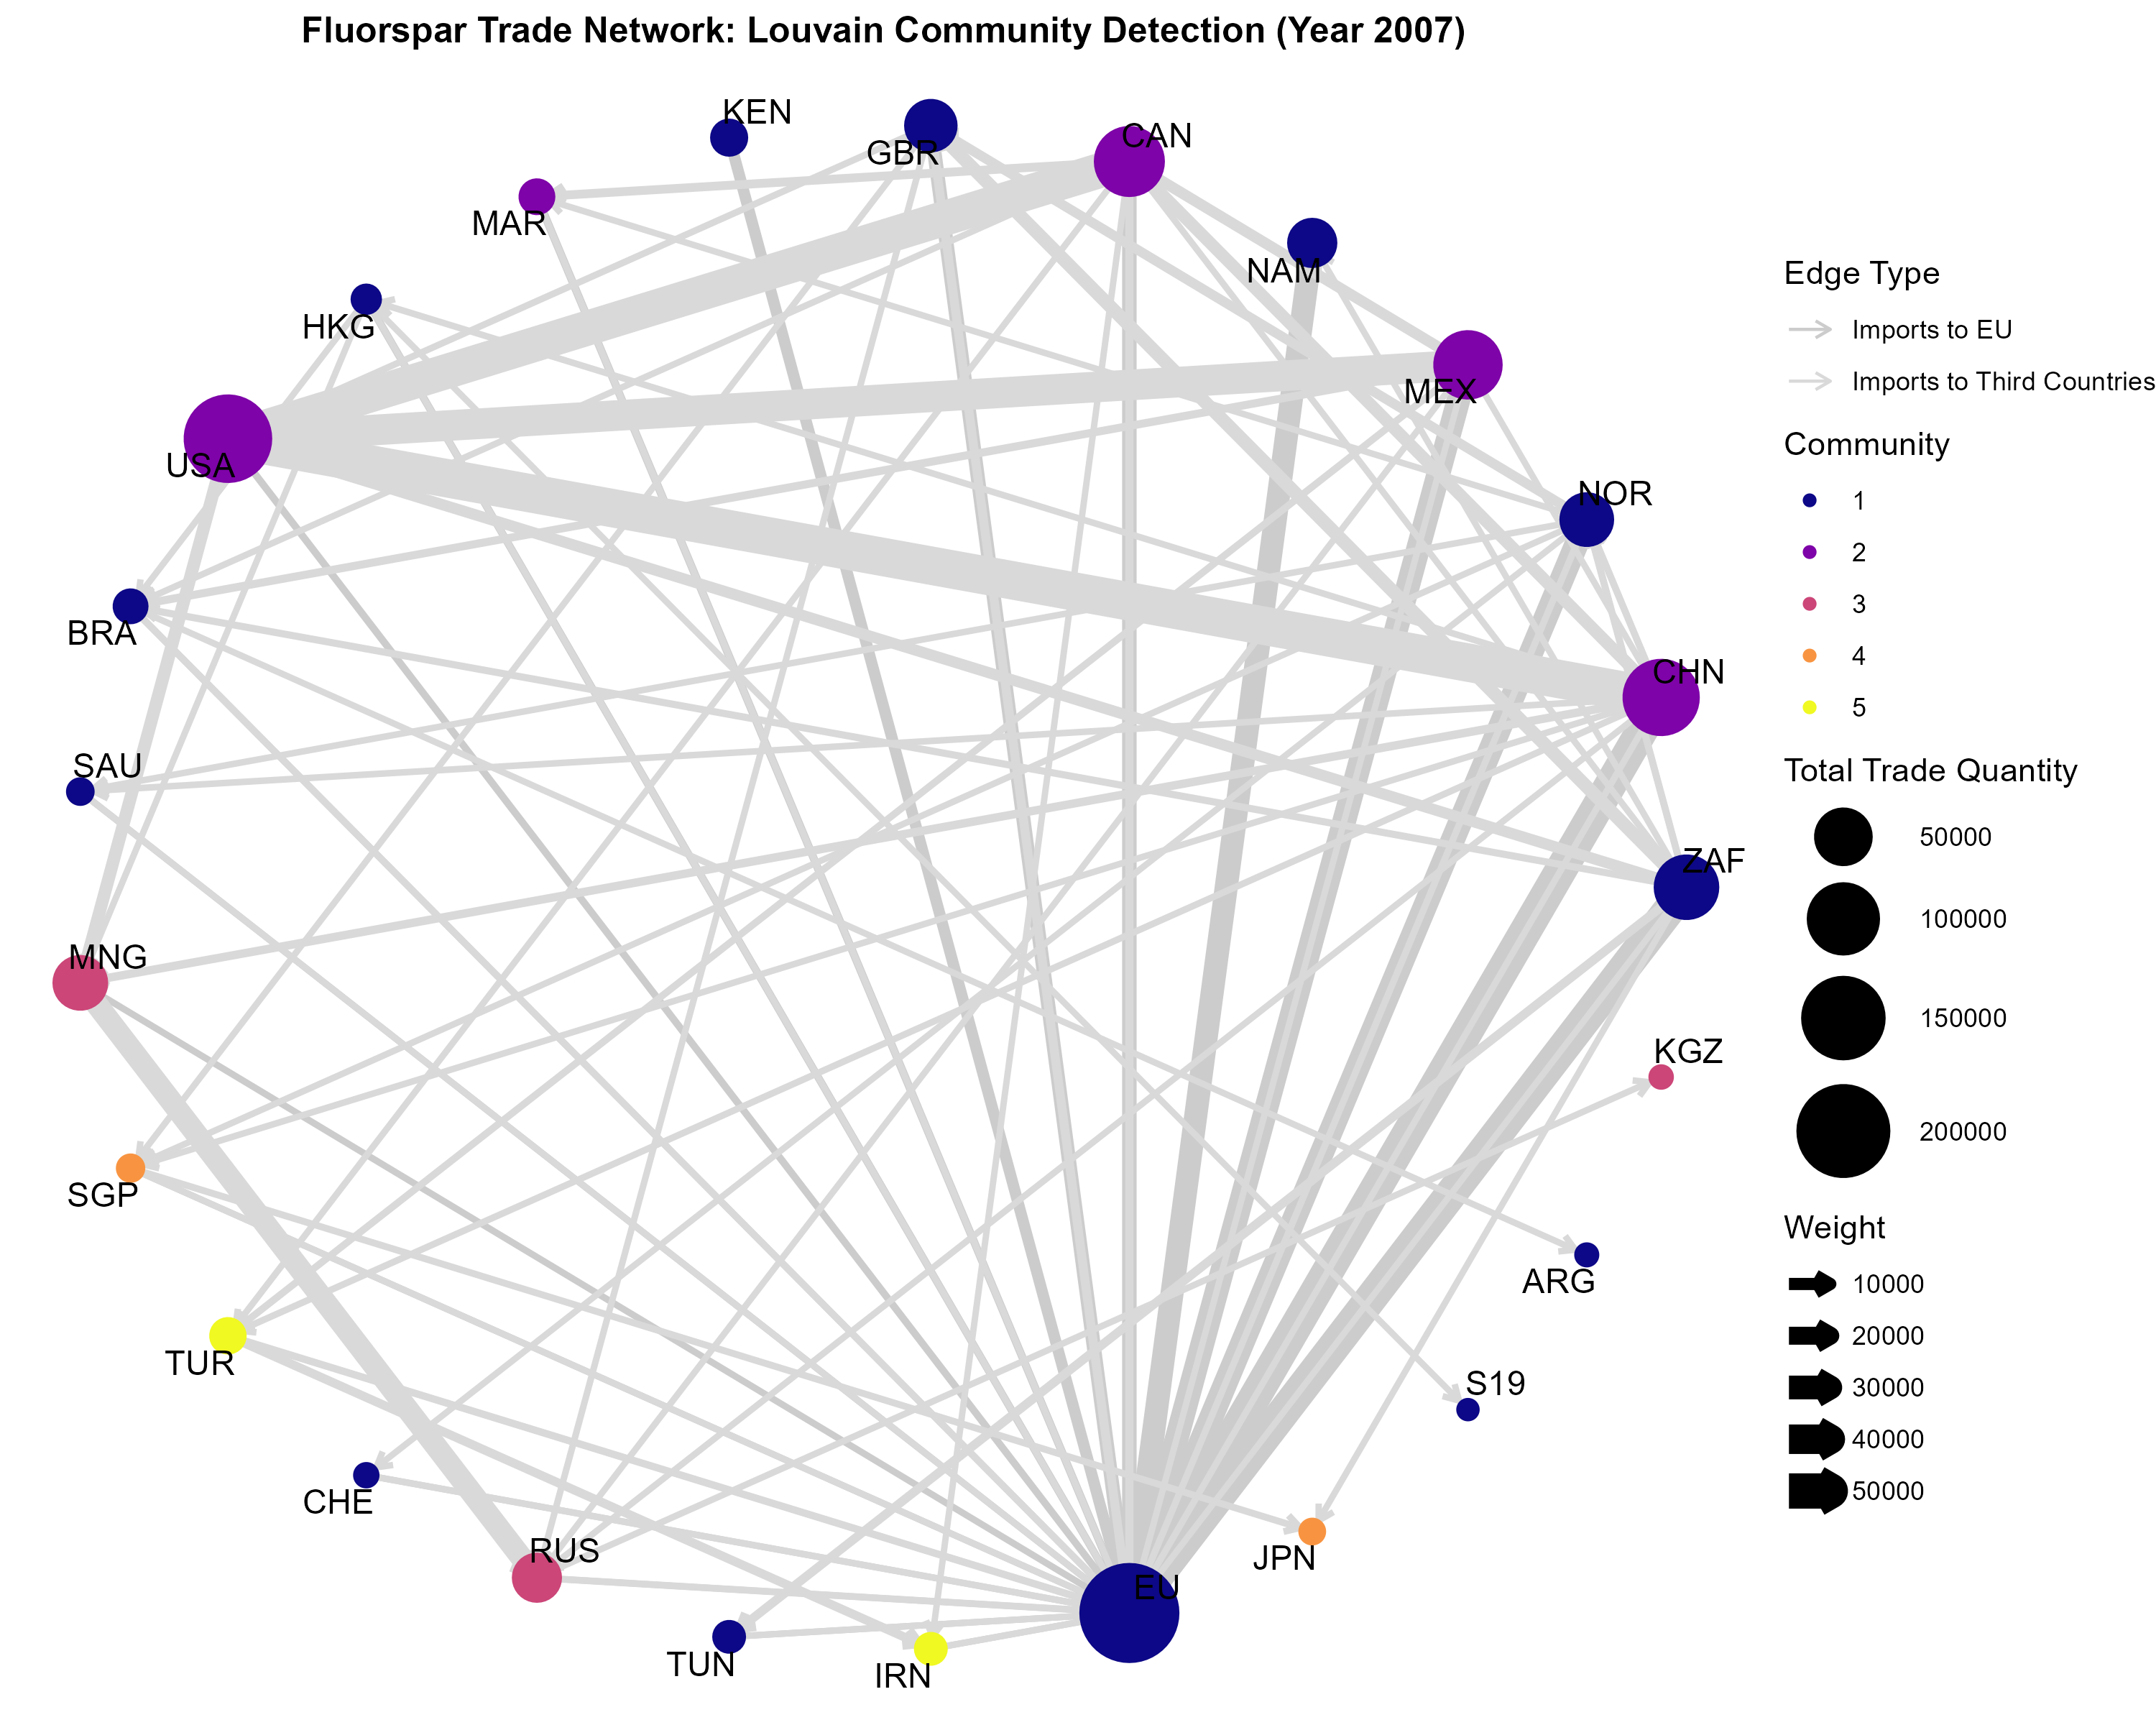 Fluorspar Trade Network: Louvain Community Detection (Year 2007)
KEN
GBR
CAN
MAR
NAM
HKG
MEX
USA
NOR
BRA
CHN
SAU
ZAF
MNG
KGZ
SGP
ARG
TUR
S19
CHE
RUS
JPN
EU
TUN
IRN
Edge Type
Imports to EU
Imports to Third Countries
Community
1
2
3
4
5
Total Trade Quantity
50000
100000
150000
200000
Weight
10000
20000
30000
40000
50000